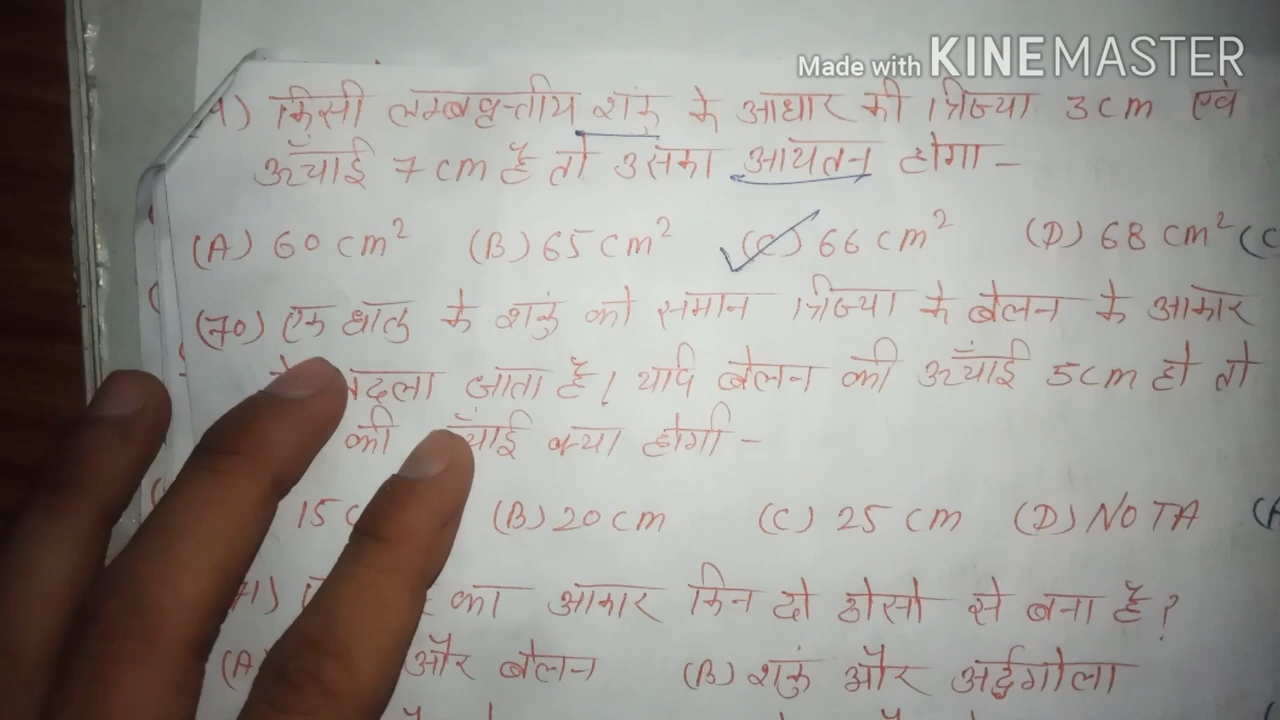 Made with KINEMASTER
9) किसी लम्बवृत्तीय शंकु के आधार की त्रिज्या 3cm एवं
ऊँचाई 7cm है तो उसका आयतन होगा –
(A) 60 cm² (B) 65 cm² (C) 66 cm² (D) 68 cm² (C
(70) एक धातु के शंकु को समान त्रिज्या के बेलन के आकार
बदला जाता है। यदि बेलन की ऊँचाई 5cm हो तो
की ऊँचाई क्या होगी –
15 (B) 20 cm (C) 25 cm (D) NOTA (A
71) का आकार किन दो ठोसो से बना है?
(A) और बेलन (B) शंकु और अर्द्धगोला